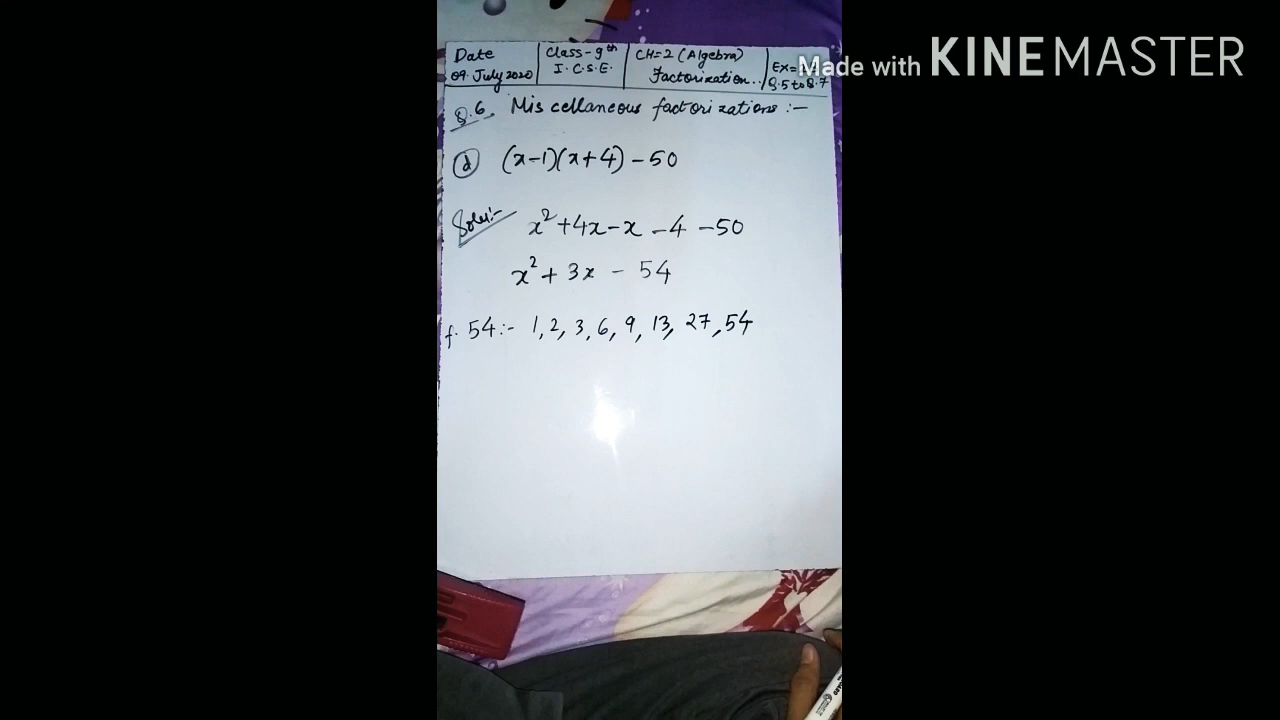 Made with KINEMASTER
Date
09. July 2020
Class - 9th
I.C.S.E.
CH=2 (Algebra)
Factorization..
Ex=
Q.5 to Q.7
Q.6. Miscellaneous factorizations :-
(d) (x-1)(x+4) - 50
Soln:- x² + 4x - x - 4 - 50
x² + 3x - 54
f. 54 :- 1, 2, 3, 6, 9, 13, 27, 54